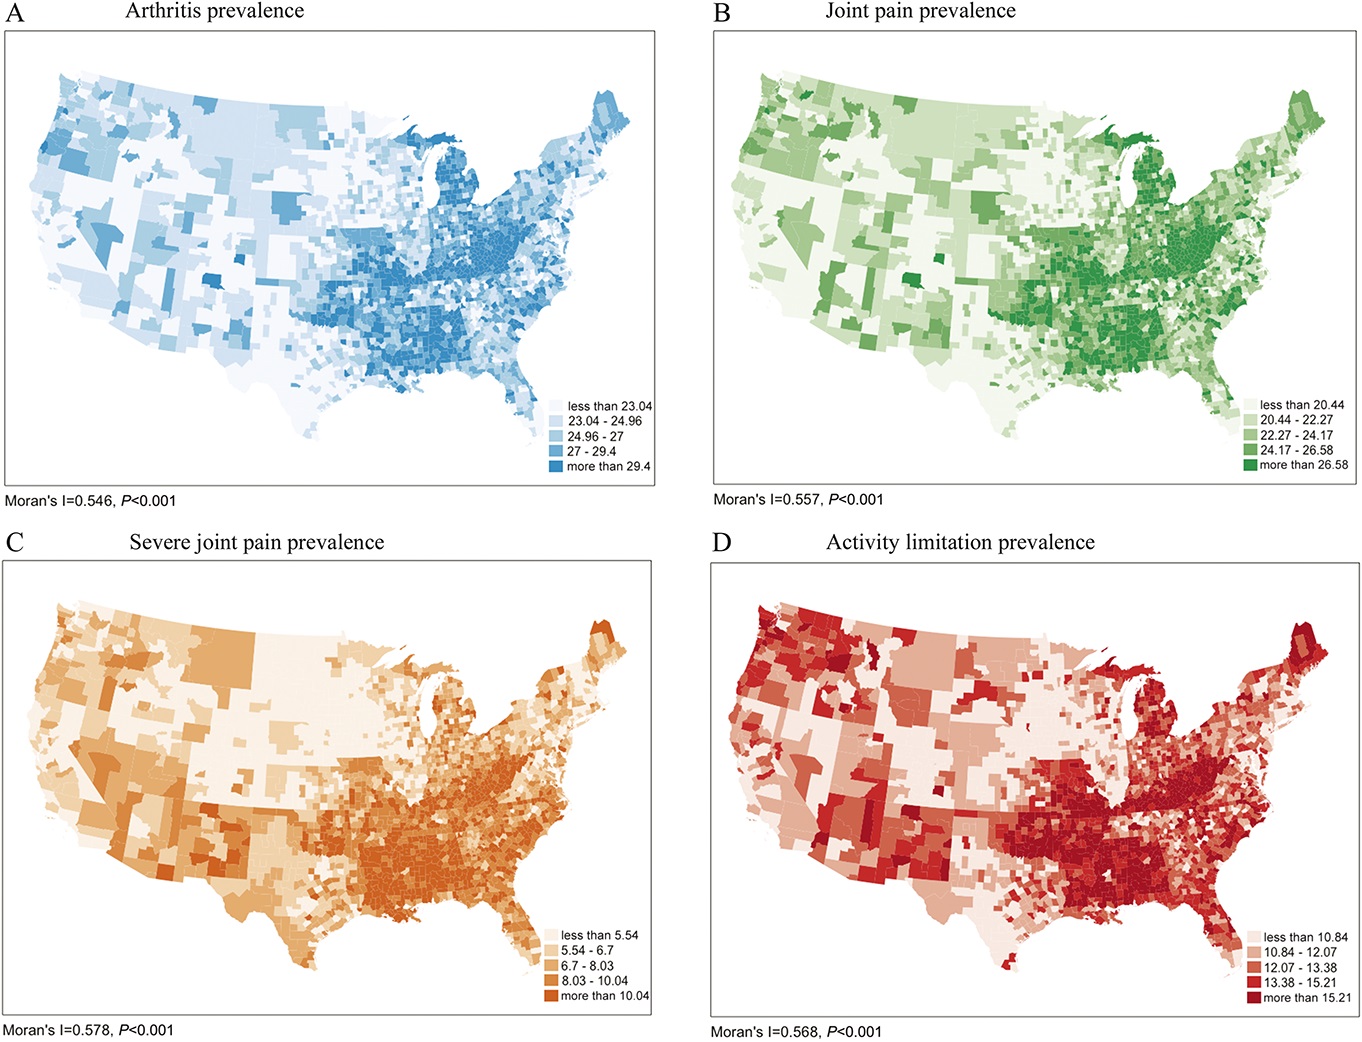 A Arthritis prevalence
less than 23.04
23.04 - 24.96
24.96 - 27
27 - 29.4
more than 29.4
Moran's I=0.546, P<0.001
B Joint pain prevalence
less than 20.44
20.44 - 22.27
22.27 - 24.17
24.17 - 26.58
more than 26.58
Moran's I=0.557, P<0.001
C Severe joint pain prevalence
less than 5.54
5.54 - 6.7
6.7 - 8.03
8.03 - 10.04
more than 10.04
Moran's I=0.578, P<0.001
D Activity limitation prevalence
less than 10.84
10.84 - 12.07
12.07 - 13.38
13.38 - 15.21
more than 15.21
Moran's I=0.568, P<0.001